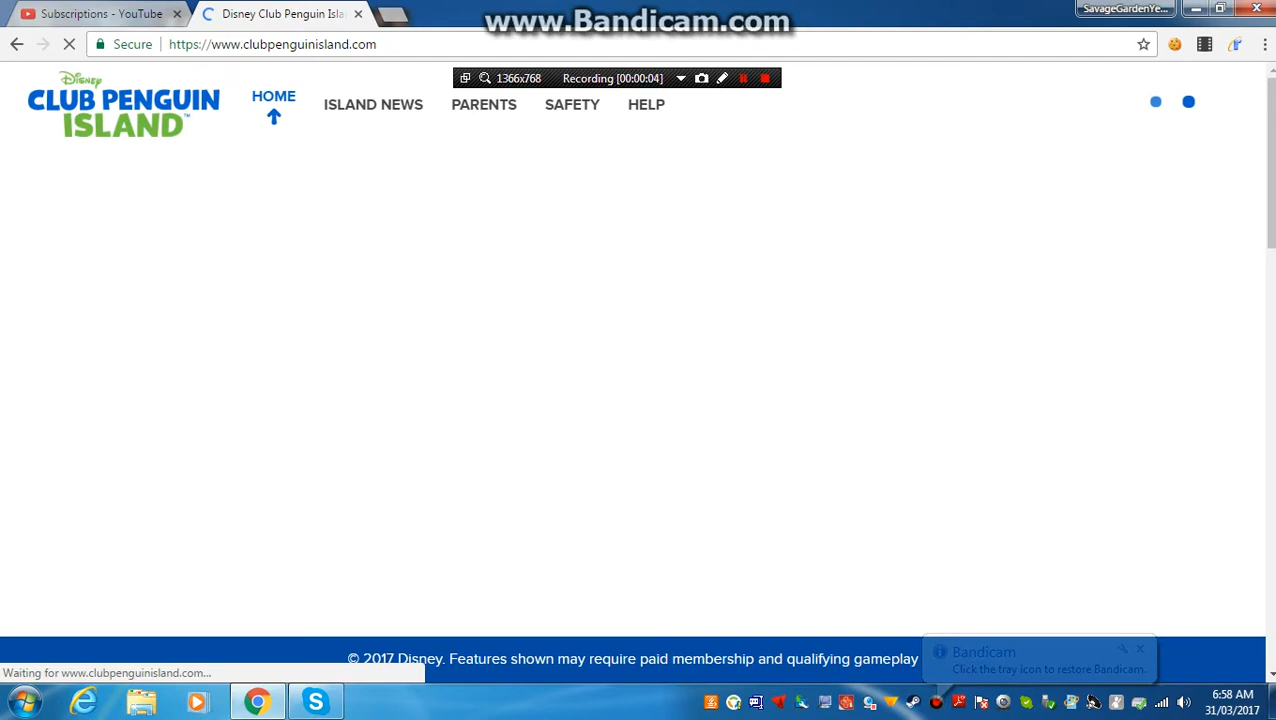 Subscriptions - YouTube
Disney Club Penguin Isla
www.Bandicam.com
SavageGardenYe...
Secure
https://www.clubpenguinisland.com
1366x768
Recording [00:00:04]
Disney
CLUB PENGUIN
ISLAND™
HOME
ISLAND NEWS
PARENTS
SAFETY
HELP
© 2017 Disney. Features shown may require paid membership and qualifying gameplay
Bandicam
Click the tray icon to restore Bandicam.
Waiting for www.clubpenguinisland.com...
6:58 AM
31/03/2017